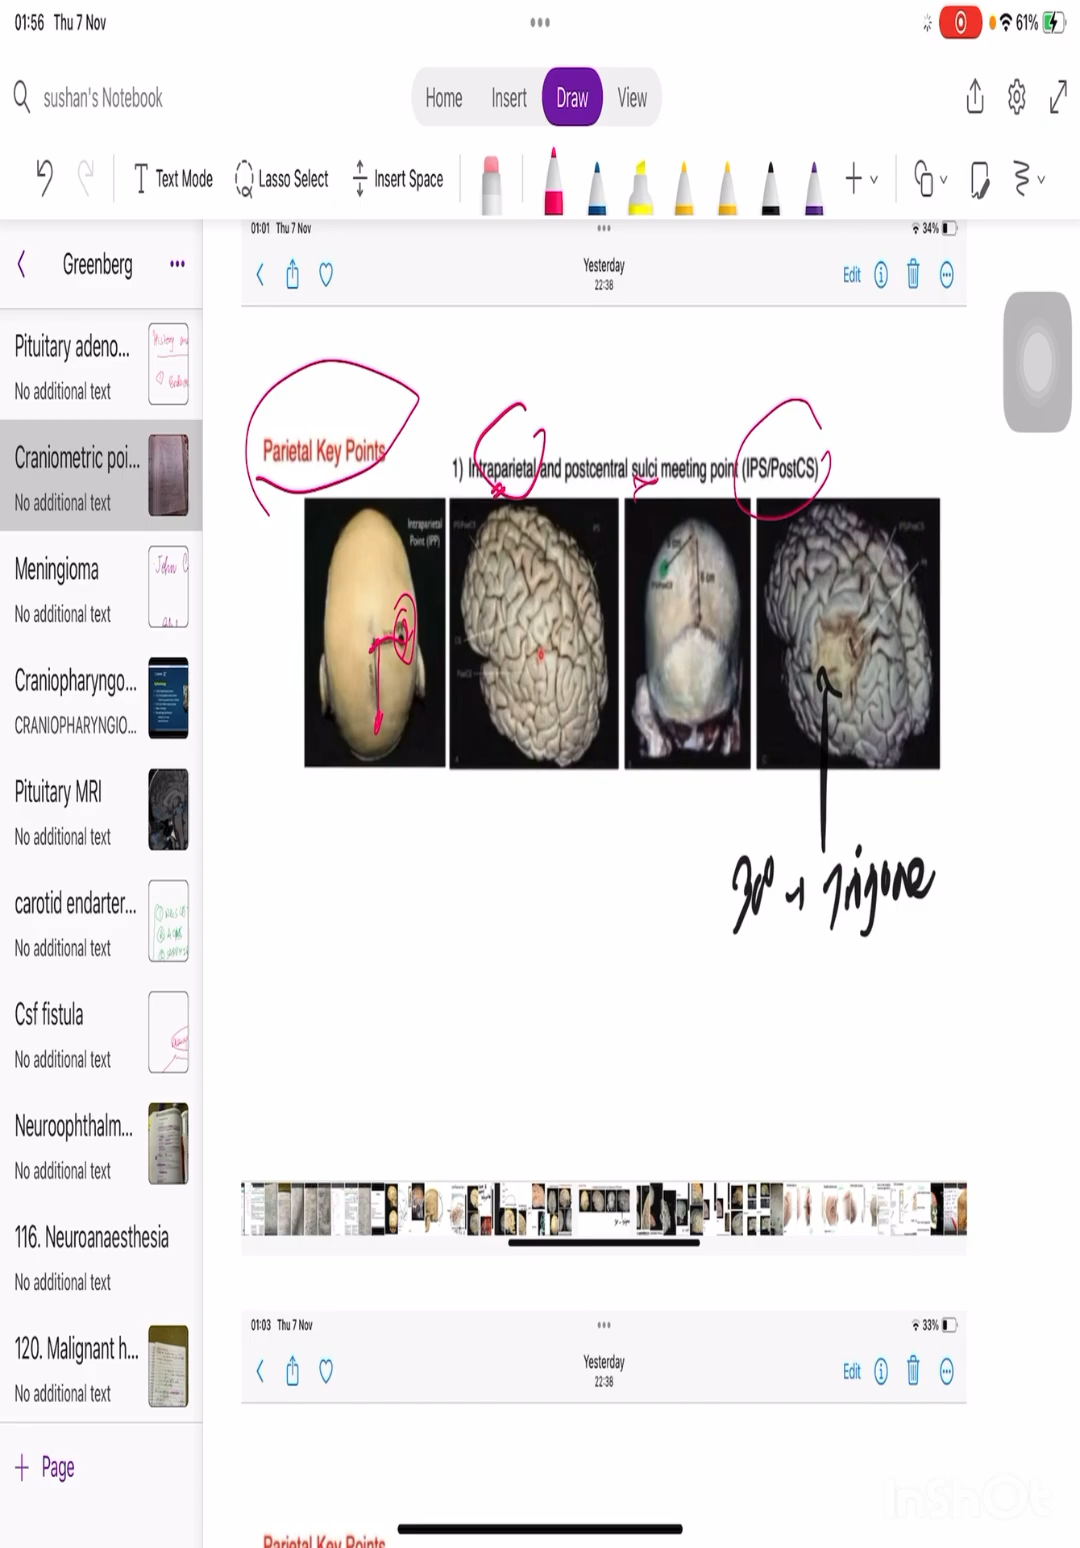 01:56 Thu 7 Nov
61%
sushan's Notebook
Home Insert Draw View
Text Mode Lasso Select Insert Space
Greenberg
Pituitary adeno...
No additional text
Craniometric poi...
No additional text
Meningioma
No additional text
Craniopharyngo...
CRANIOPHARYNGIO...
Pituitary MRI
No additional text
carotid endarter...
No additional text
Csf fistula
No additional text
Neuroophthalm...
No additional text
116. Neuroanaesthesia
No additional text
120. Malignant h...
No additional text
+ Page
01:01 Thu 7 Nov
34%
Yesterday
22:38
Edit
Parietal Key Points
1) Intraparietal and postcentral sulci meeting point (IPS/PostCS)
Intraparietal
Point (IPP)
30° → Trigone
01:03 Thu 7 Nov
33%
Yesterday
22:38
Edit
Parietal Key Points
InShOt